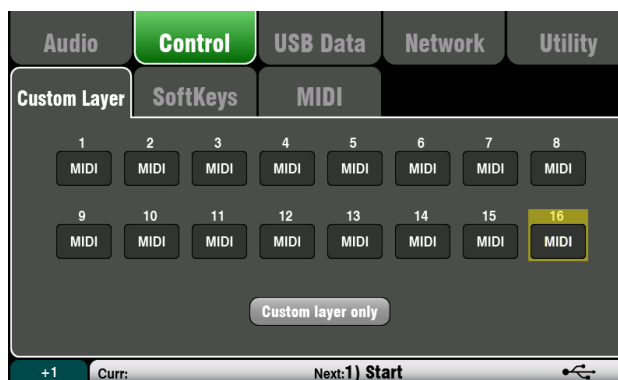 Audio Control USB Data Network Utility
Custom Layer SoftKeys MIDI
1 2 3 4 5 6 7 8
MIDI MIDI MIDI MIDI MIDI MIDI MIDI MIDI
9 10 11 12 13 14 15 16
MIDI MIDI MIDI MIDI MIDI MIDI MIDI MIDI
Custom layer only
+1 Curr: Next:1) Start